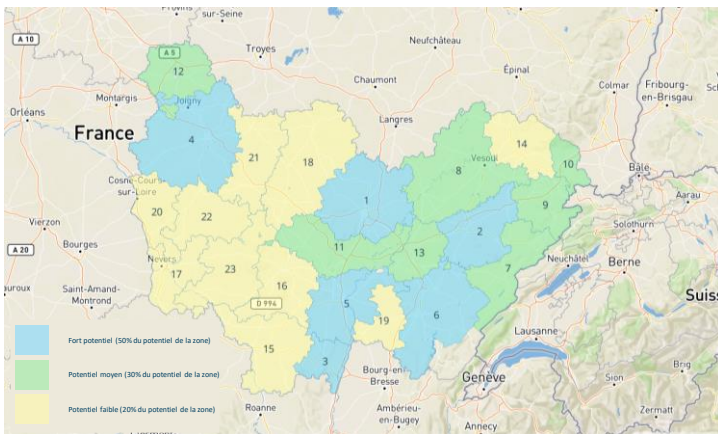 Provins
sur-Seine
Neufchâteau
A 10
A 5
Troyes
12
Épinal
Chaumont
Colmar
Fribourg-
en-Brisgau
Montargis
Joigny
Orléans
Langres
France
4
21
18
14
Vesoul
8
10
Bâle
Cosne-Cours-
sur-Loire
1
9
Aarau
20
22
2
Soleure
Vierzon
11
13
A 20
Bourges
Nevers
7
Neuchâtel
Berne
17
23
16
Saint-Amand-
Montrond
D 994
5
6
Suiss
19
Fort potentiel (50% du potentiel de la zone)
15
Lausanne
3
Potentiel moyen (30% du potentiel de la zone)
Bourg-en-
Bresse
Genève
Sion
Brig
Potentiel faible (20% du potentiel de la zone)
Roanne
Ambérieu-
en-Bugey
Zermatt
Annecy